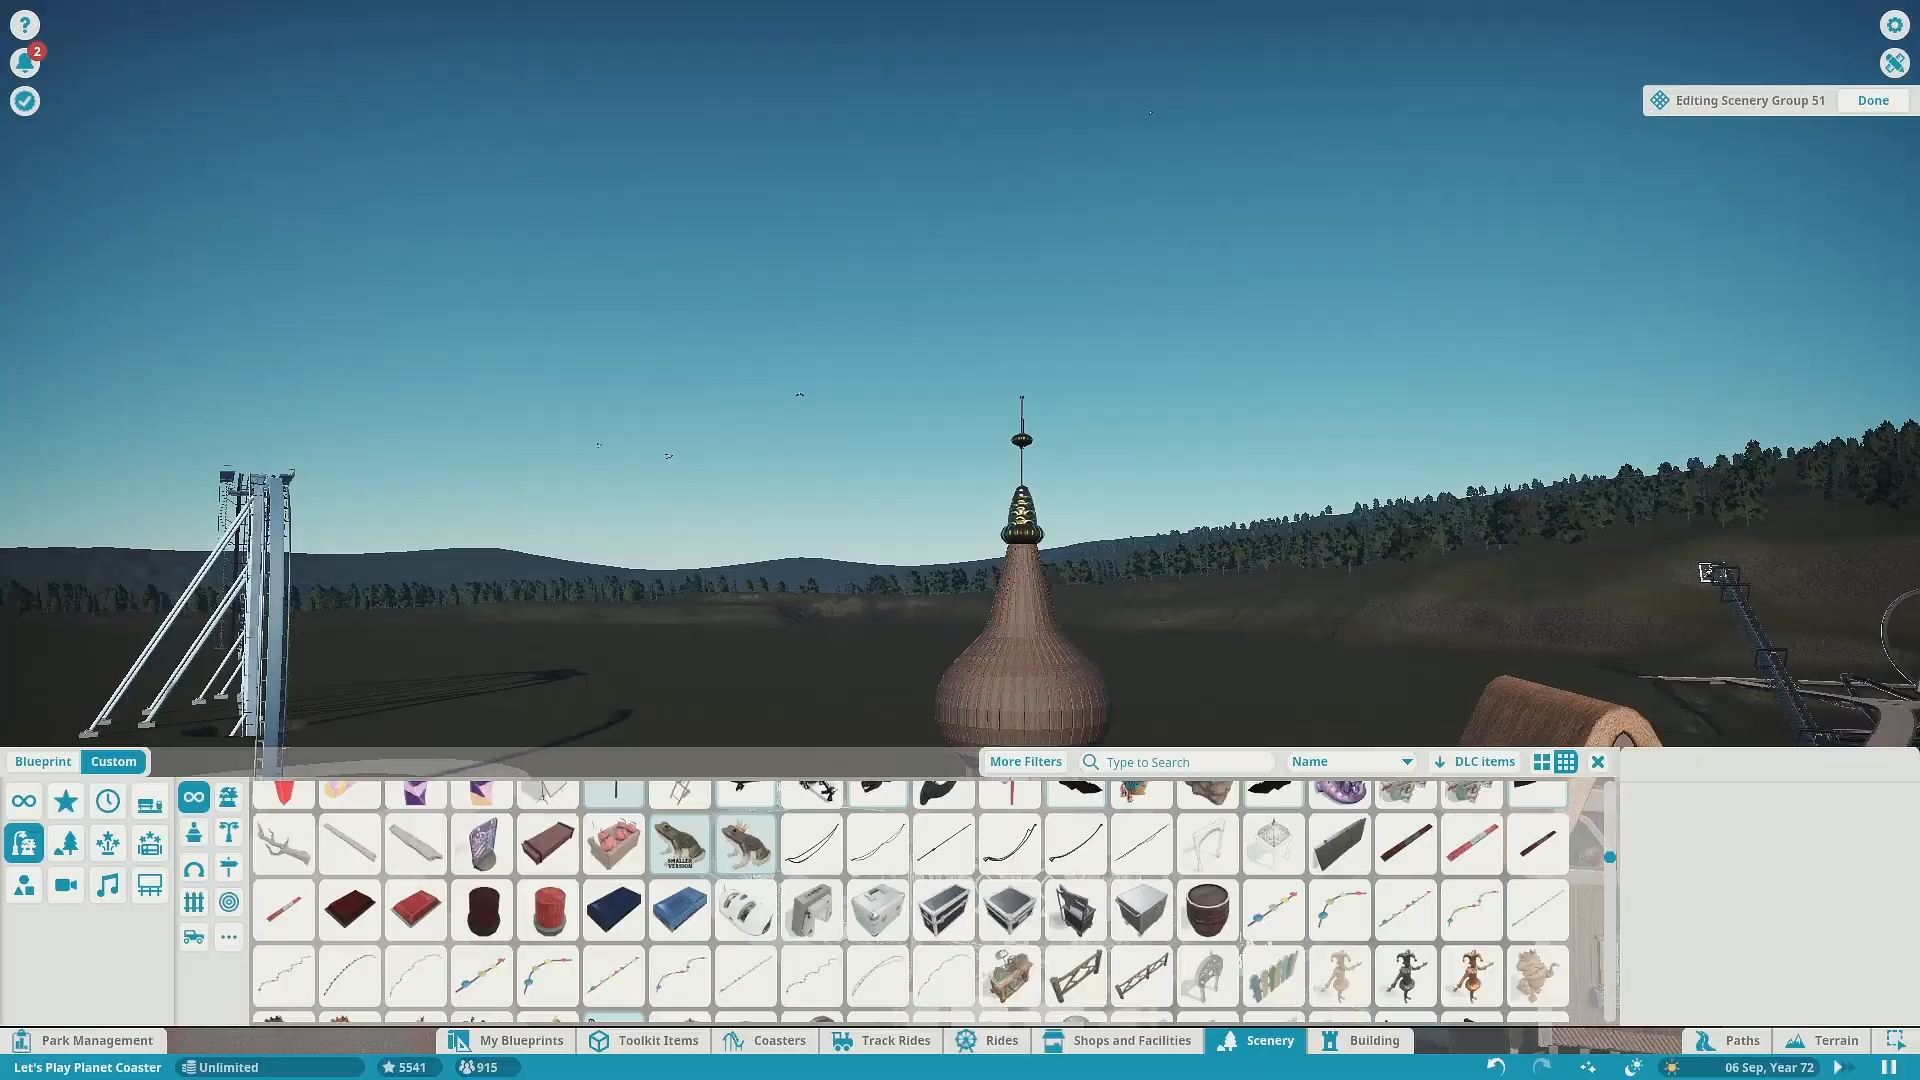 ?
2
Editing Scenery Group 51
Done
Blueprint
Custom
More Filters
Type to Search
Name
DLC items
SMALLER
VERSION
Park Management
My Blueprints
Toolkit Items
Coasters
Track Rides
Rides
Shops and Facilities
Scenery
Building
Paths
Terrain
Let's Play Planet Coaster
Unlimited
5541
915
06 Sep, Year 72